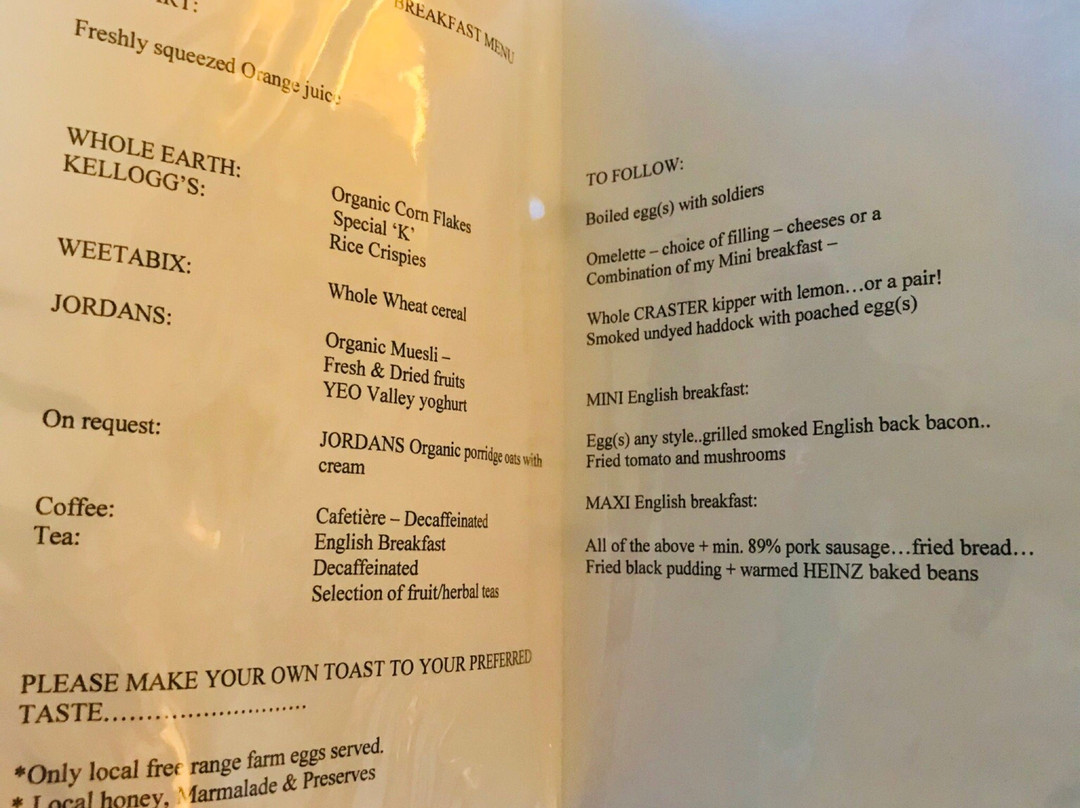 BREAKFAST MENU
Freshly squeezed Orange juice
WHOLE EARTH:
KELLOGG'S:
Organic Corn Flakes
Special 'K'
Rice Crispies
WEETABIX:
Whole Wheat cereal
JORDANS:
Organic Muesli –
Fresh & Dried fruits
YEO Valley yoghurt
On request:
JORDANS Organic porridge oats with
cream
Coffee:
Cafetière – Decaffeinated
Tea:
English Breakfast
Decaffeinated
Selection of fruit/herbal teas
PLEASE MAKE YOUR OWN TOAST TO YOUR PREFERRED
TASTE...........................
*Only local free range farm eggs served.
* Local honey, Marmalade & Preserves
TO FOLLOW:
Boiled egg(s) with soldiers
Omelette – choice of filling – cheeses or a
Combination of my Mini breakfast –
Whole CRASTER kipper with lemon…or a pair!
Smoked undyed haddock with poached egg(s)
MINI English breakfast:
Egg(s) any style..grilled smoked English back bacon..
Fried tomato and mushrooms
MAXI English breakfast:
All of the above + min. 89% pork sausage…fried bread…
Fried black pudding + warmed HEINZ baked beans